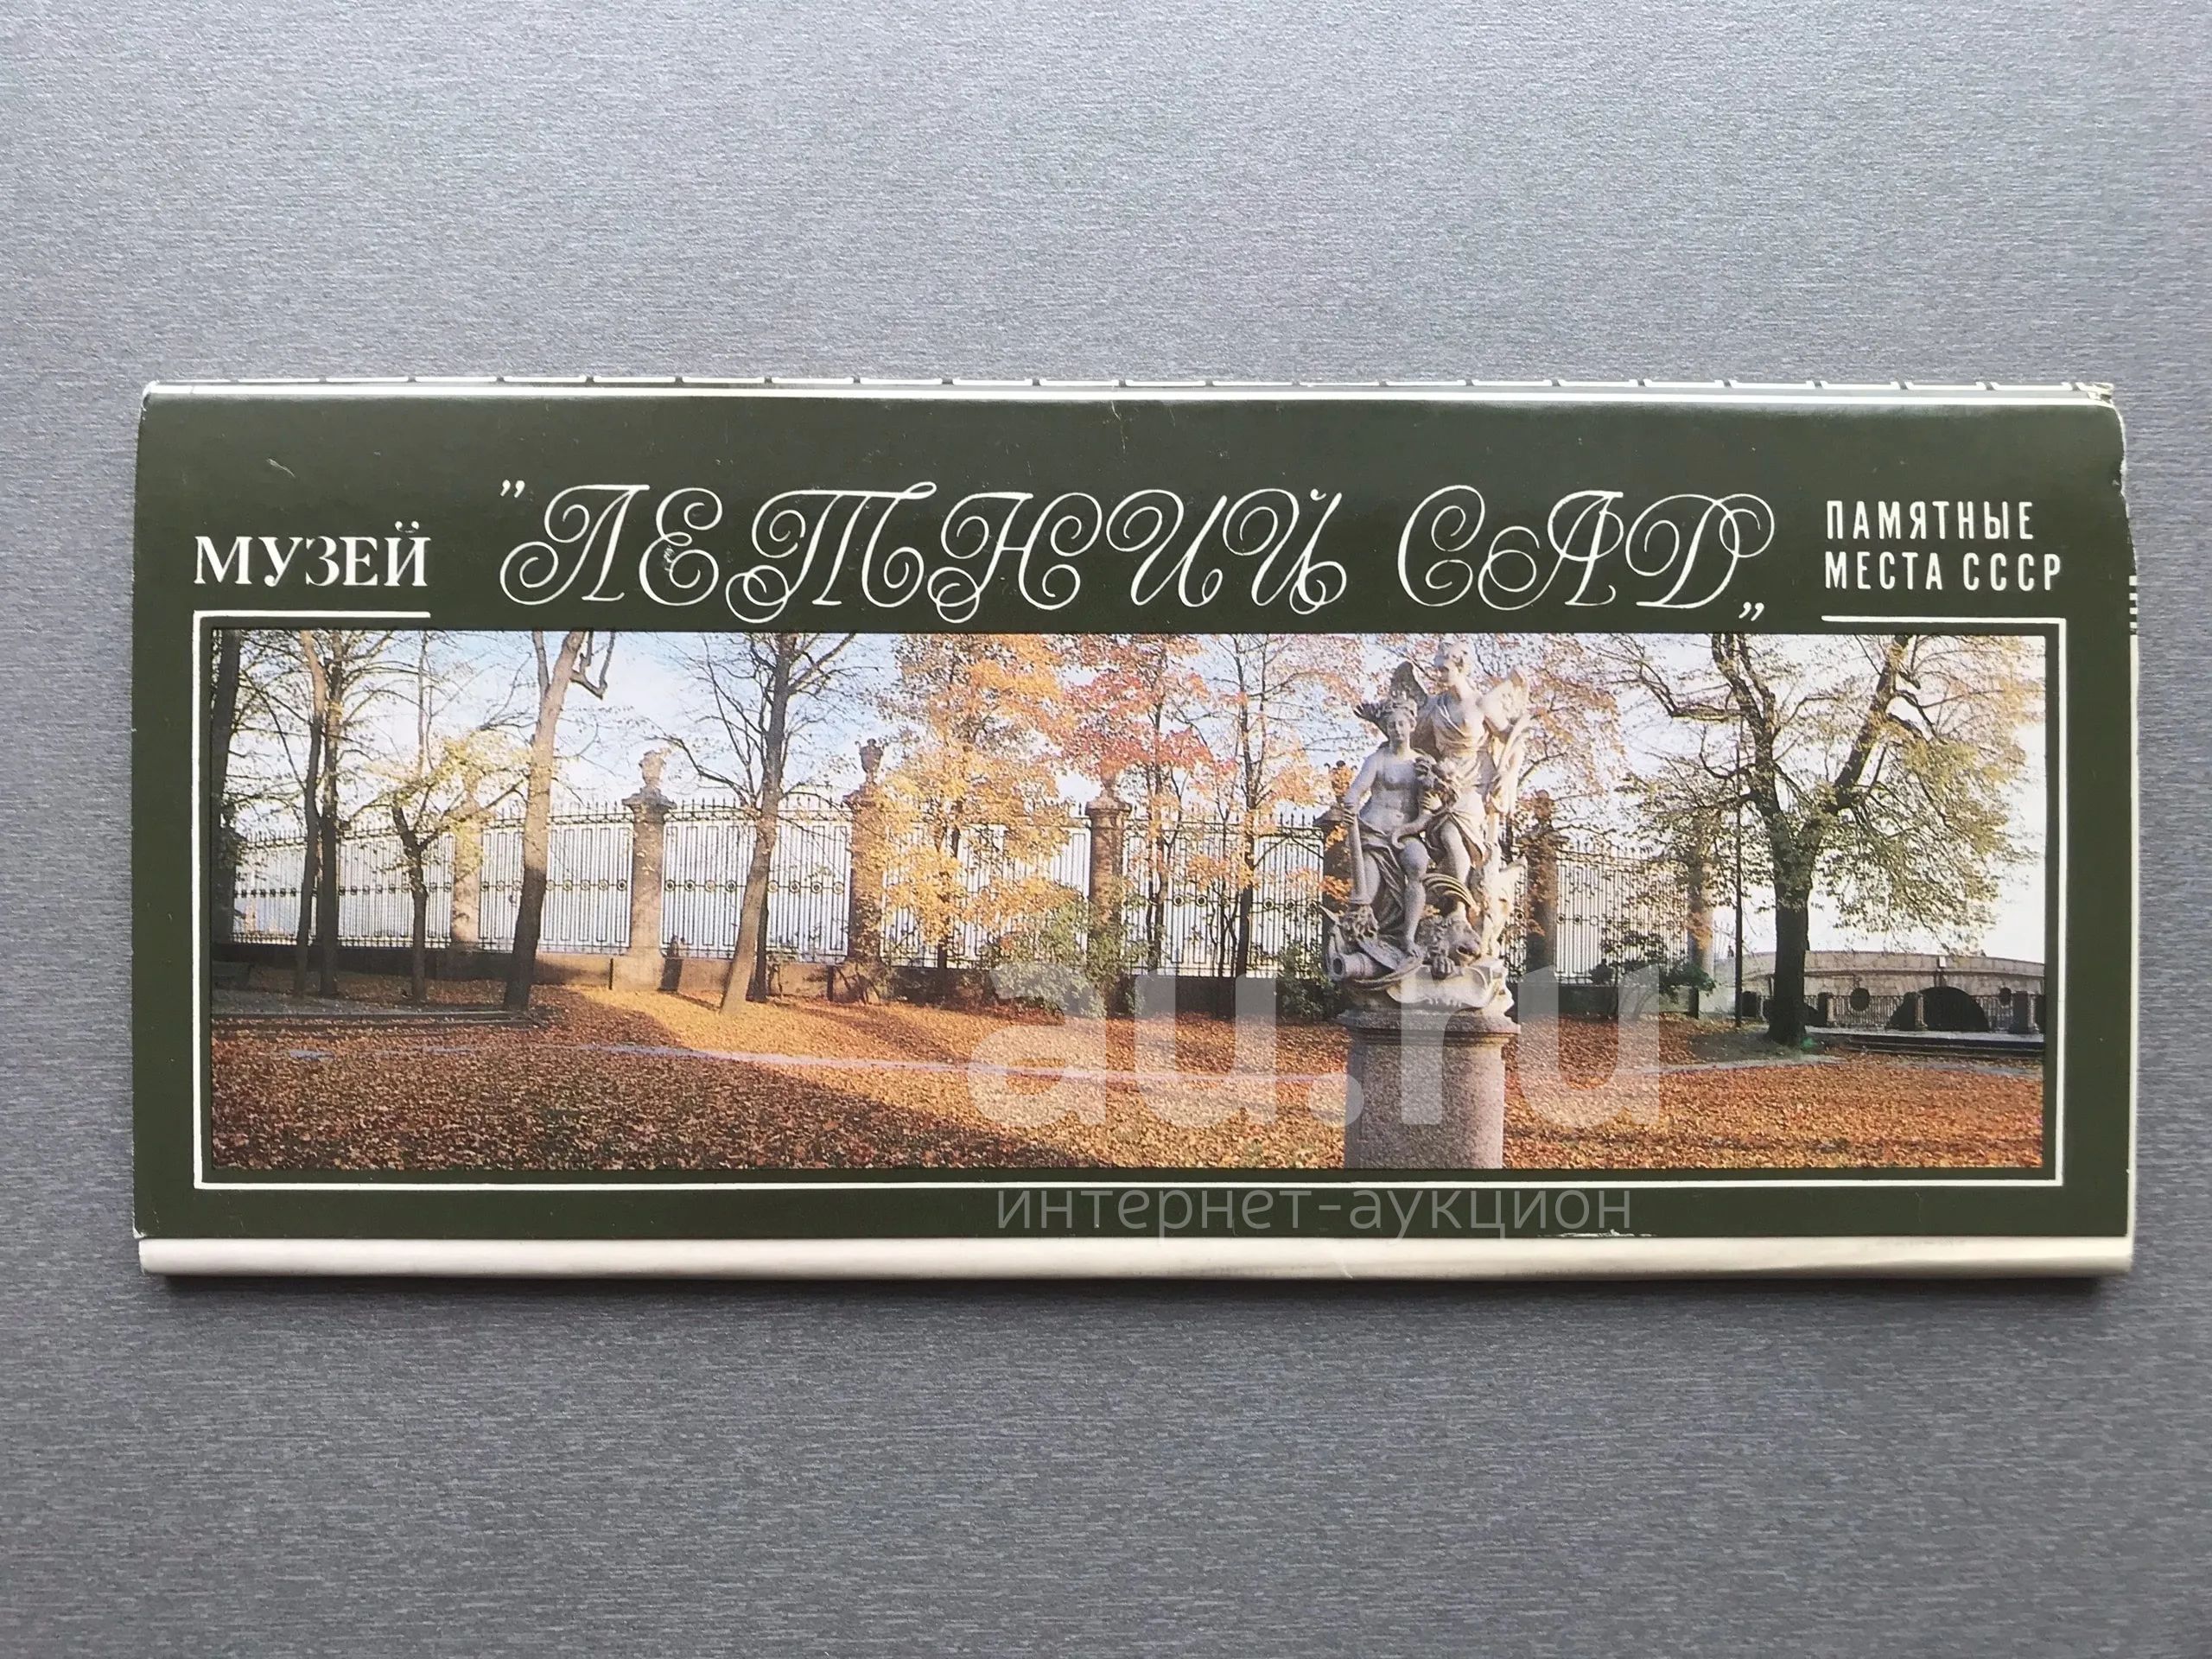 МУЗЕЙ
"ЛЕТНИЙ САД„
ПАМЯТНЫЕ
МЕСТА СССР
au.ru
интернет-аукцион